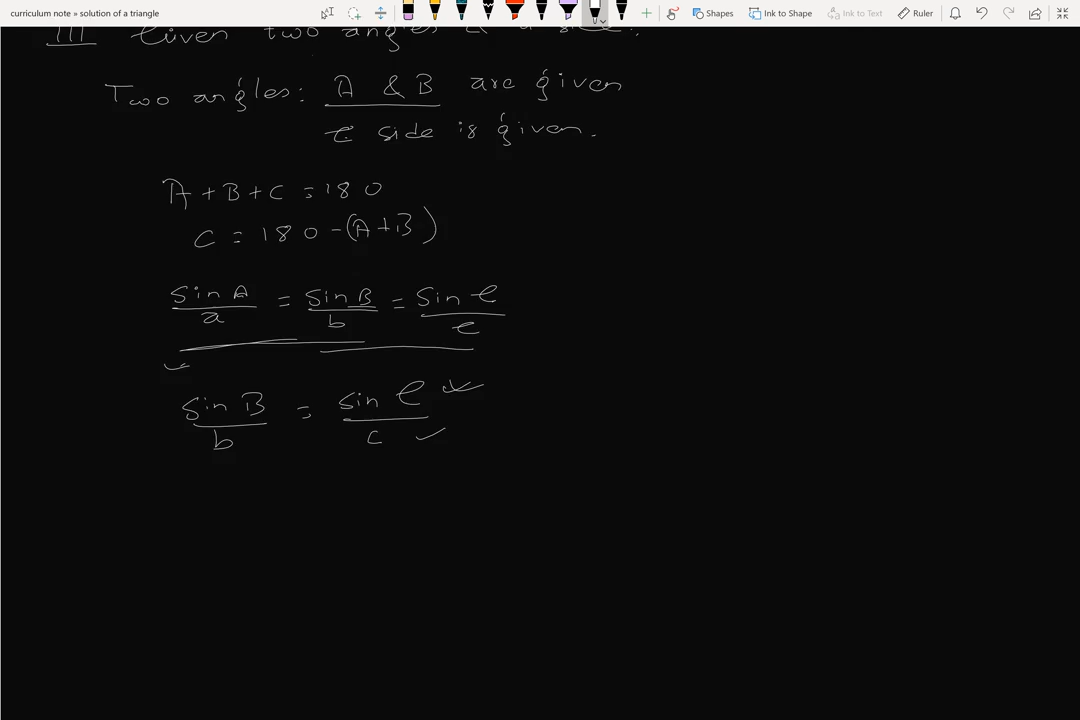 curriculum note » solution of a triangle
Shapes Ink to Shape Ink to Text Ruler
III Given two angles & a side.
Two angles: A & B are given
c side is given.
A + B + C = 180
C = 180 - (A + B)
sin A / a = sin B / b = sin C / c
sin B / b = sin C / c